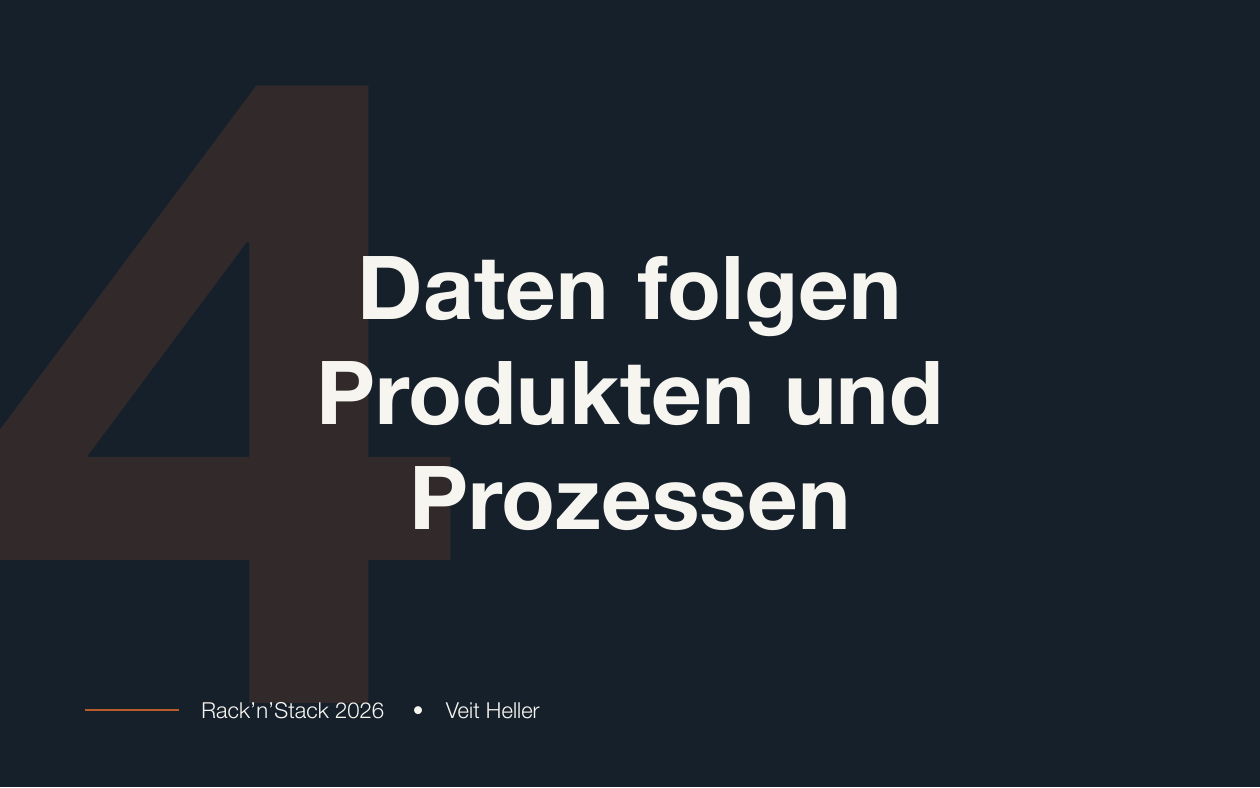 4
Daten folgen
Produkten und
Prozessen
Rack’n’Stack 2026 • Veit Heller